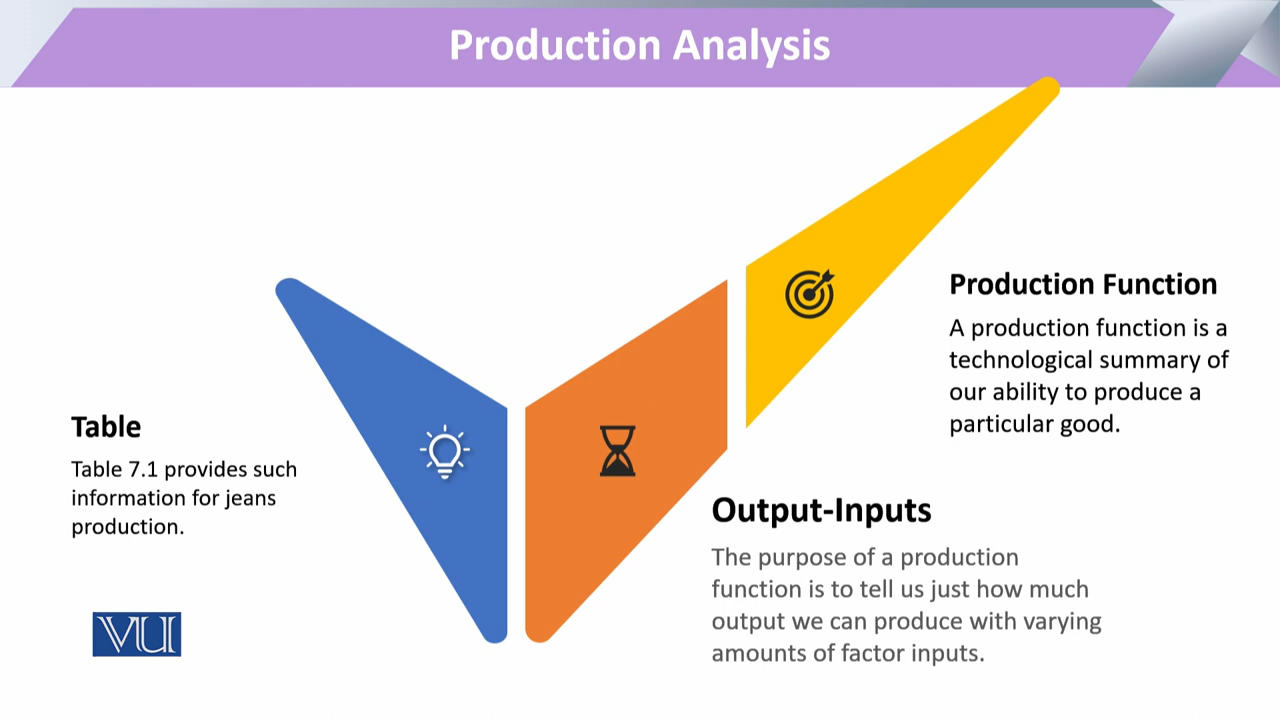 Production Analysis
Table
Table 7.1 provides such
information for jeans
production.
VU
Output-Inputs
The purpose of a production
function is to tell us just how much
output we can produce with varying
amounts of factor inputs.
Production Function
A production function is a
technological summary of
our ability to produce a
particular good.